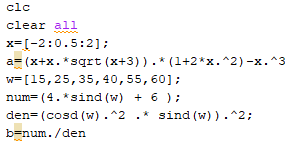 clc
clear all
x=[-2:0.5:2];
a=(x+x.*sqrt(x+3)).*(1+2*x.^2)-x.^3
w=[15,25,35,40,55,60];
num=(4.*sind(w) + 6 );
den=(cosd(w).^2 .* sind(w)).^2;
b=num./den